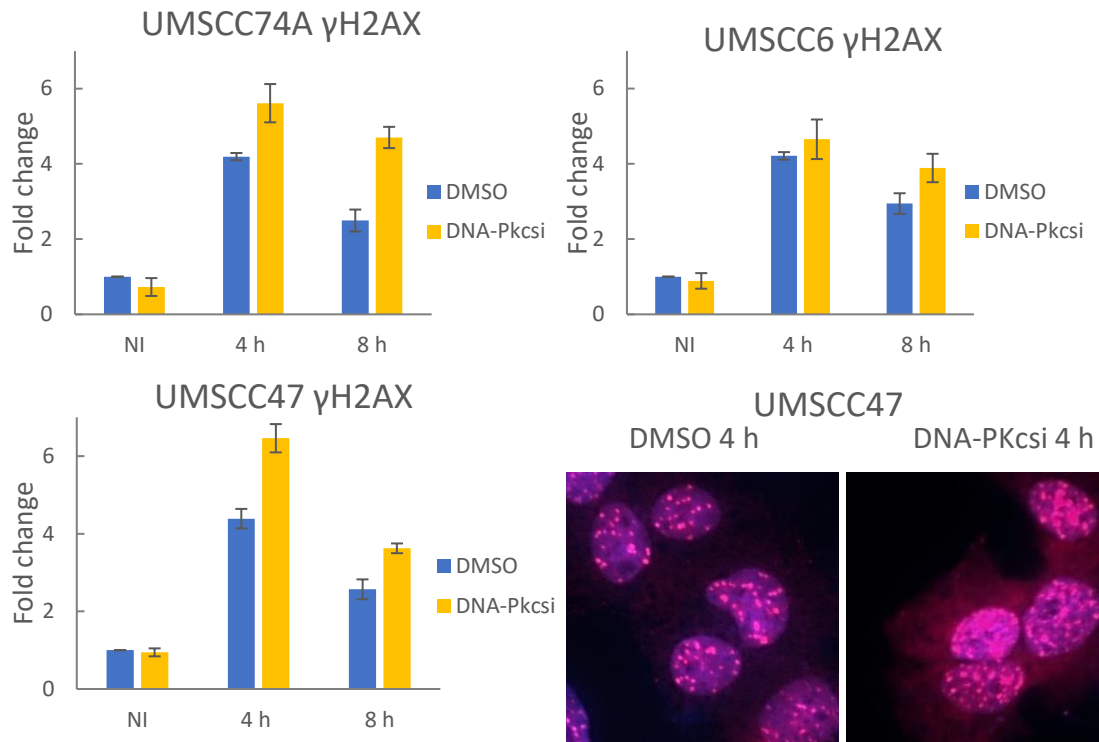 UMSCC74A γH2AX
Fold change
6
4
2
0
NI
4 h
8 h
DMSO
DNA-Pkcsi
UMSCC6 γH2AX
Fold change
6
4
2
0
NI
4 h
8 h
DMSO
DNA-Pkcsi
UMSCC47 γH2AX
Fold change
6
4
2
0
NI
4 h
8 h
DMSO
DNA-Pkcsi
UMSCC47
DMSO 4 h
DNA-PKcsi 4 h